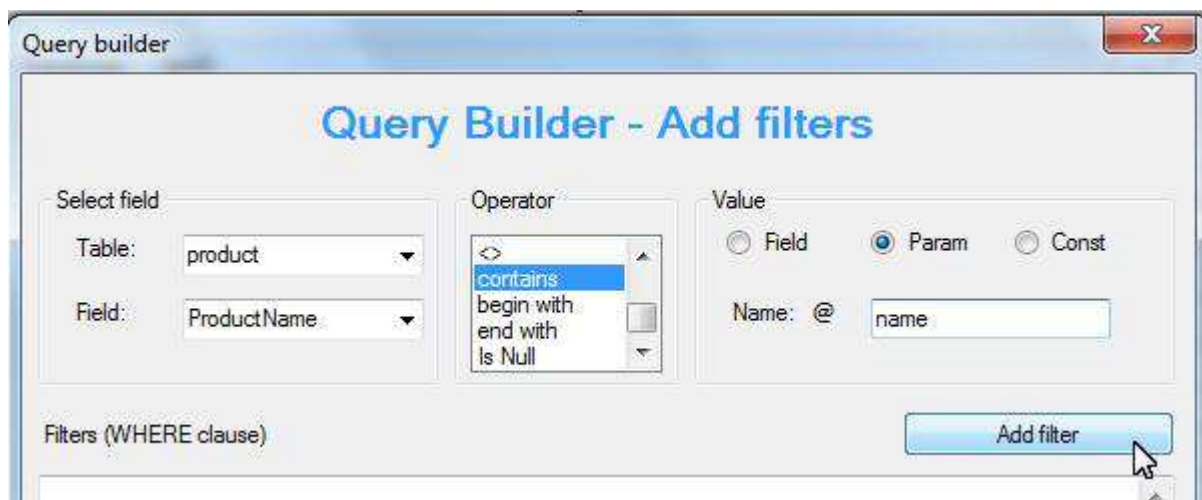 Query builder
X
Query Builder - Add filters
Select field
Table:
product
Field:
ProductName
Operator
<>
contains
begin with
end with
Is Null
Value
Field
Param
Const
Name: @
name
Filters (WHERE clause)
Add filter